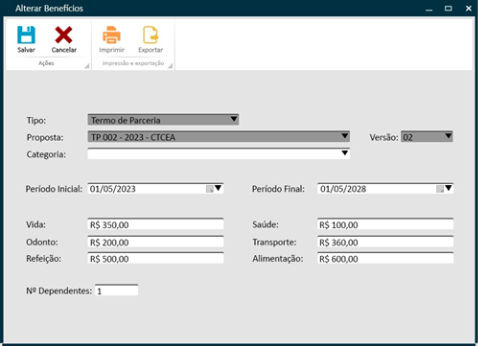 Alterar Benefícios
Salvar Cancelar Imprimir Exportar
Ações Impressão e exportação
Tipo: Termo de Parceria
Proposta: TP 002 - 2023 - CTCEA Versão: 02
Categoria:
Período Inicial: 01/05/2023 Período Final: 01/05/2028
Vida: R$ 350,00 Saúde: R$ 100,00
Odonto: R$ 200,00 Transporte: R$ 360,00
Refeição: R$ 500,00 Alimentação: R$ 600,00
Nº Dependentes: 1